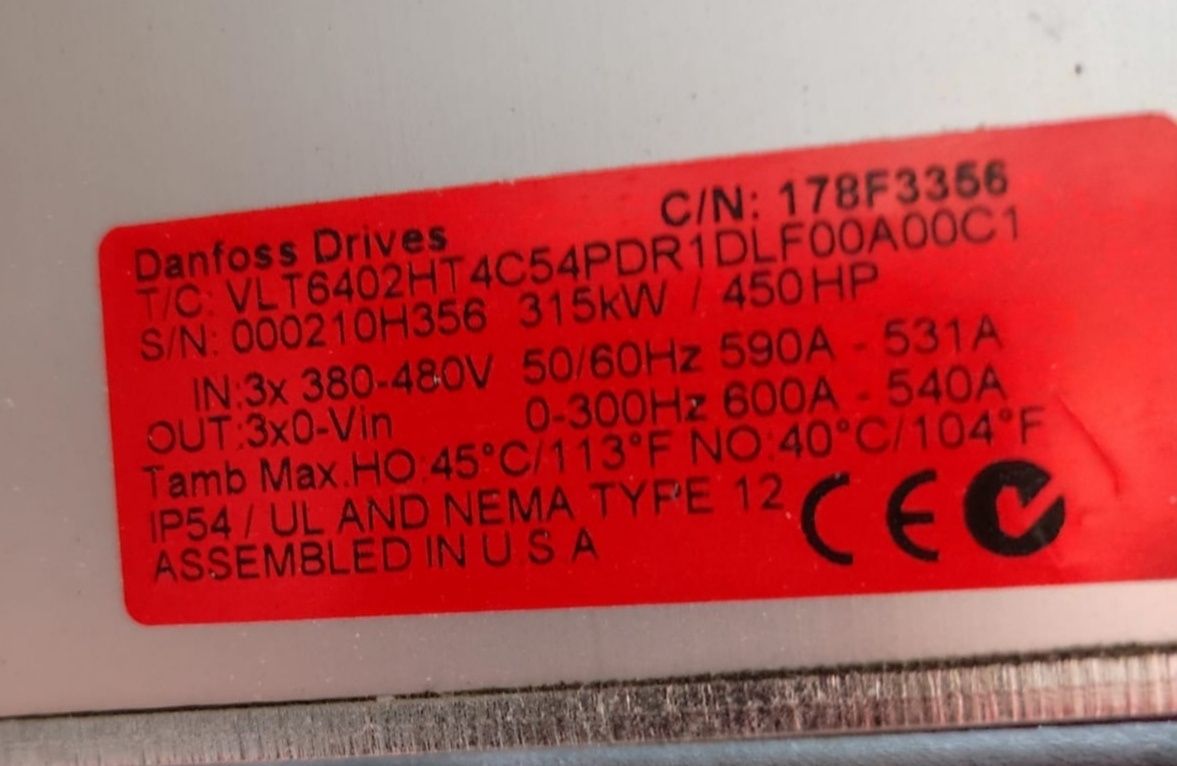 C/N: 178F3356
Danfoss Drives
T/C: VLT6402HT4C54PDR1DLF00A00C1
S/N: 000210H356 315kW / 450HP
IN:3x 380-480V 50/60Hz 590A - 531A
OUT:3x0-Vin 0-300Hz 600A - 540A
Tamb Max.HO:45°C/113°F NO:40°C/104°F
IP54 / UL AND NEMA TYPE 12
CE
ASSEMBLED IN U S A